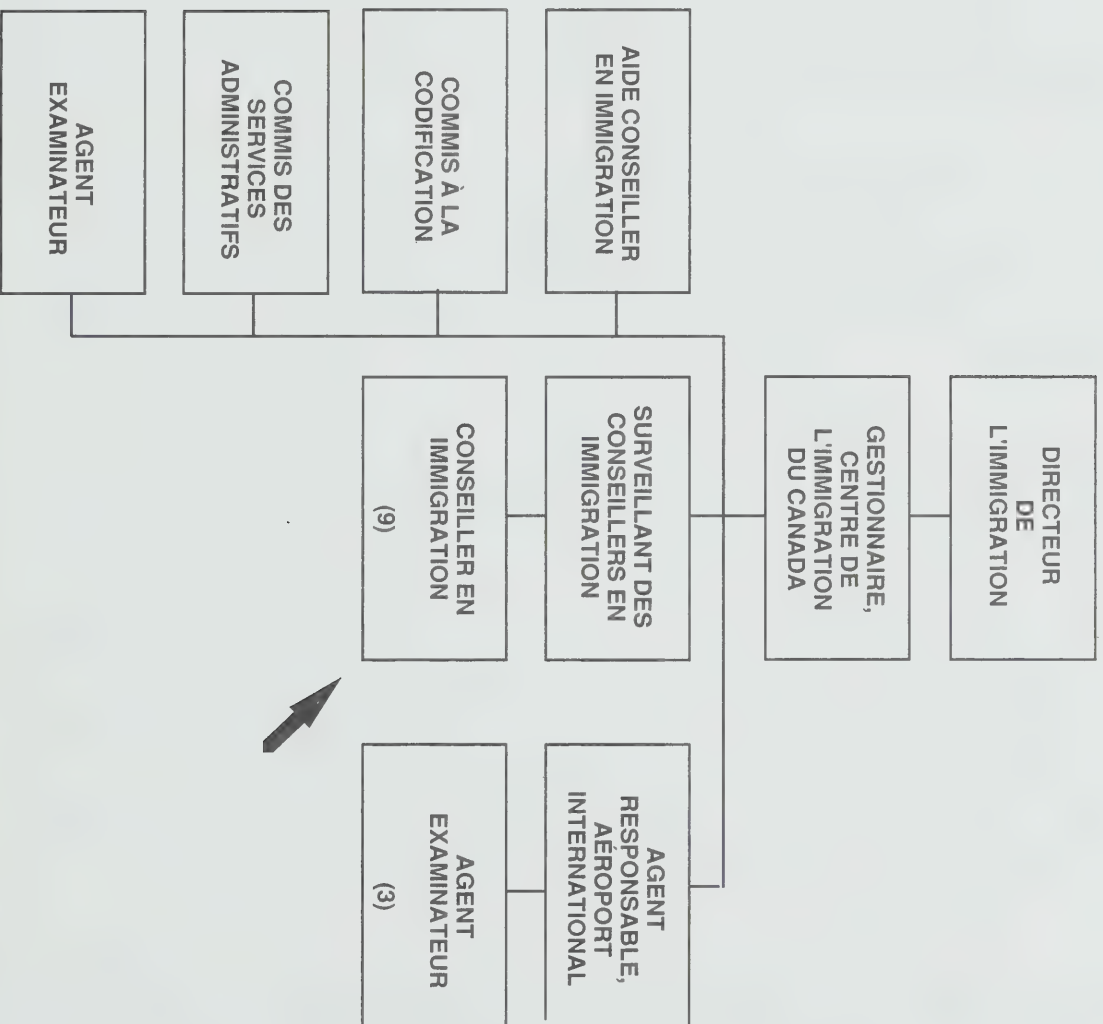 DIRECTEUR
DE
L'IMMIGRATION
GESTIONNAIRE,
CENTRE DE
L'IMMIGRATION
DU CANADA
AIDE CONSEILLER
EN IMMIGRATION
COMMIS À LA
CODIFICATION
COMMIS DES
SERVICES
ADMINISTRATIFS
AGENT
EXAMINATEUR
SURVEILLANT DES
CONSEILLERS EN
IMMIGRATION
CONSEILLER EN
IMMIGRATION
(9)
AGENT
RESPONSABLE,
AÉROPORT
INTERNATIONAL
AGENT
EXAMINATEUR
(3)